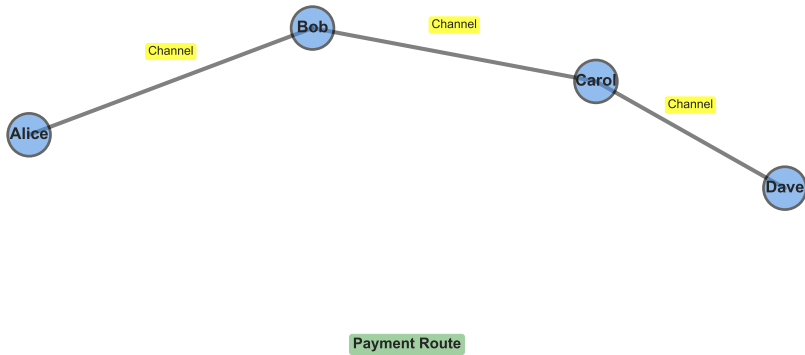 Bob
Channel
Channel
Carol
Channel
Alice
Dave
Payment Route